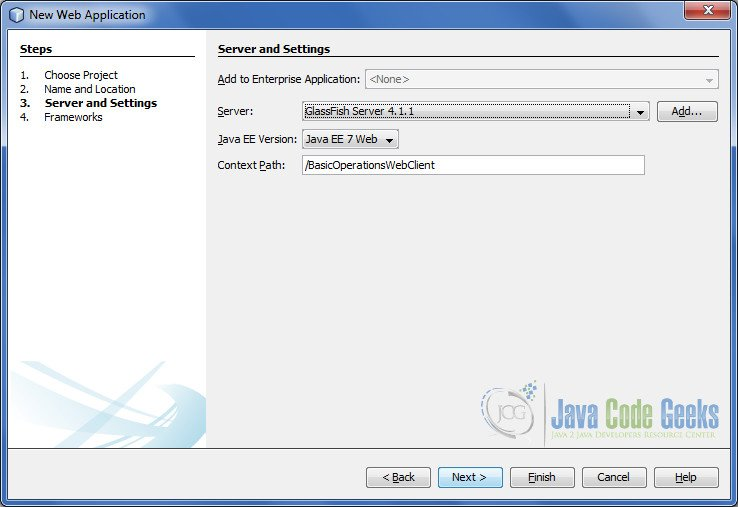 New Web Application
Steps
1. Choose Project
2. Name and Location
3. Server and Settings
4. Frameworks
Server and Settings
Add to Enterprise Application: <None>
Server: GlassFish Server 4.1.1 Add...
Java EE Version: Java EE 7 Web
Context Path: /BasicOperationsWebClient
JCG
Java Code Geeks
JAVA 2 JAVA DEVELOPERS RESOURCE CENTER
< Back Next > Finish Cancel Help